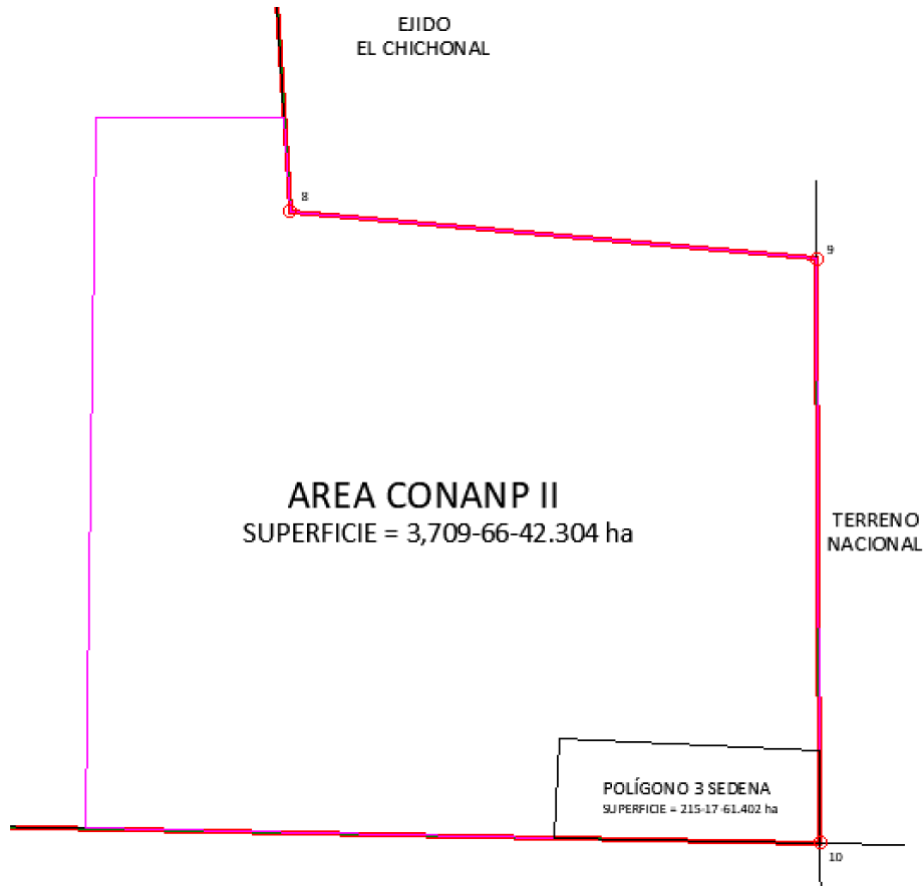 EJIDO
EL CHICHONAL
8
9
AREA CONANP II
SUPERFICIE = 3,709-66-42.304 ha
TERRENO
NACIONAL
POLÍGONO 3 SEDENA
SUPERFICIE = 215-17-61.402 ha
10